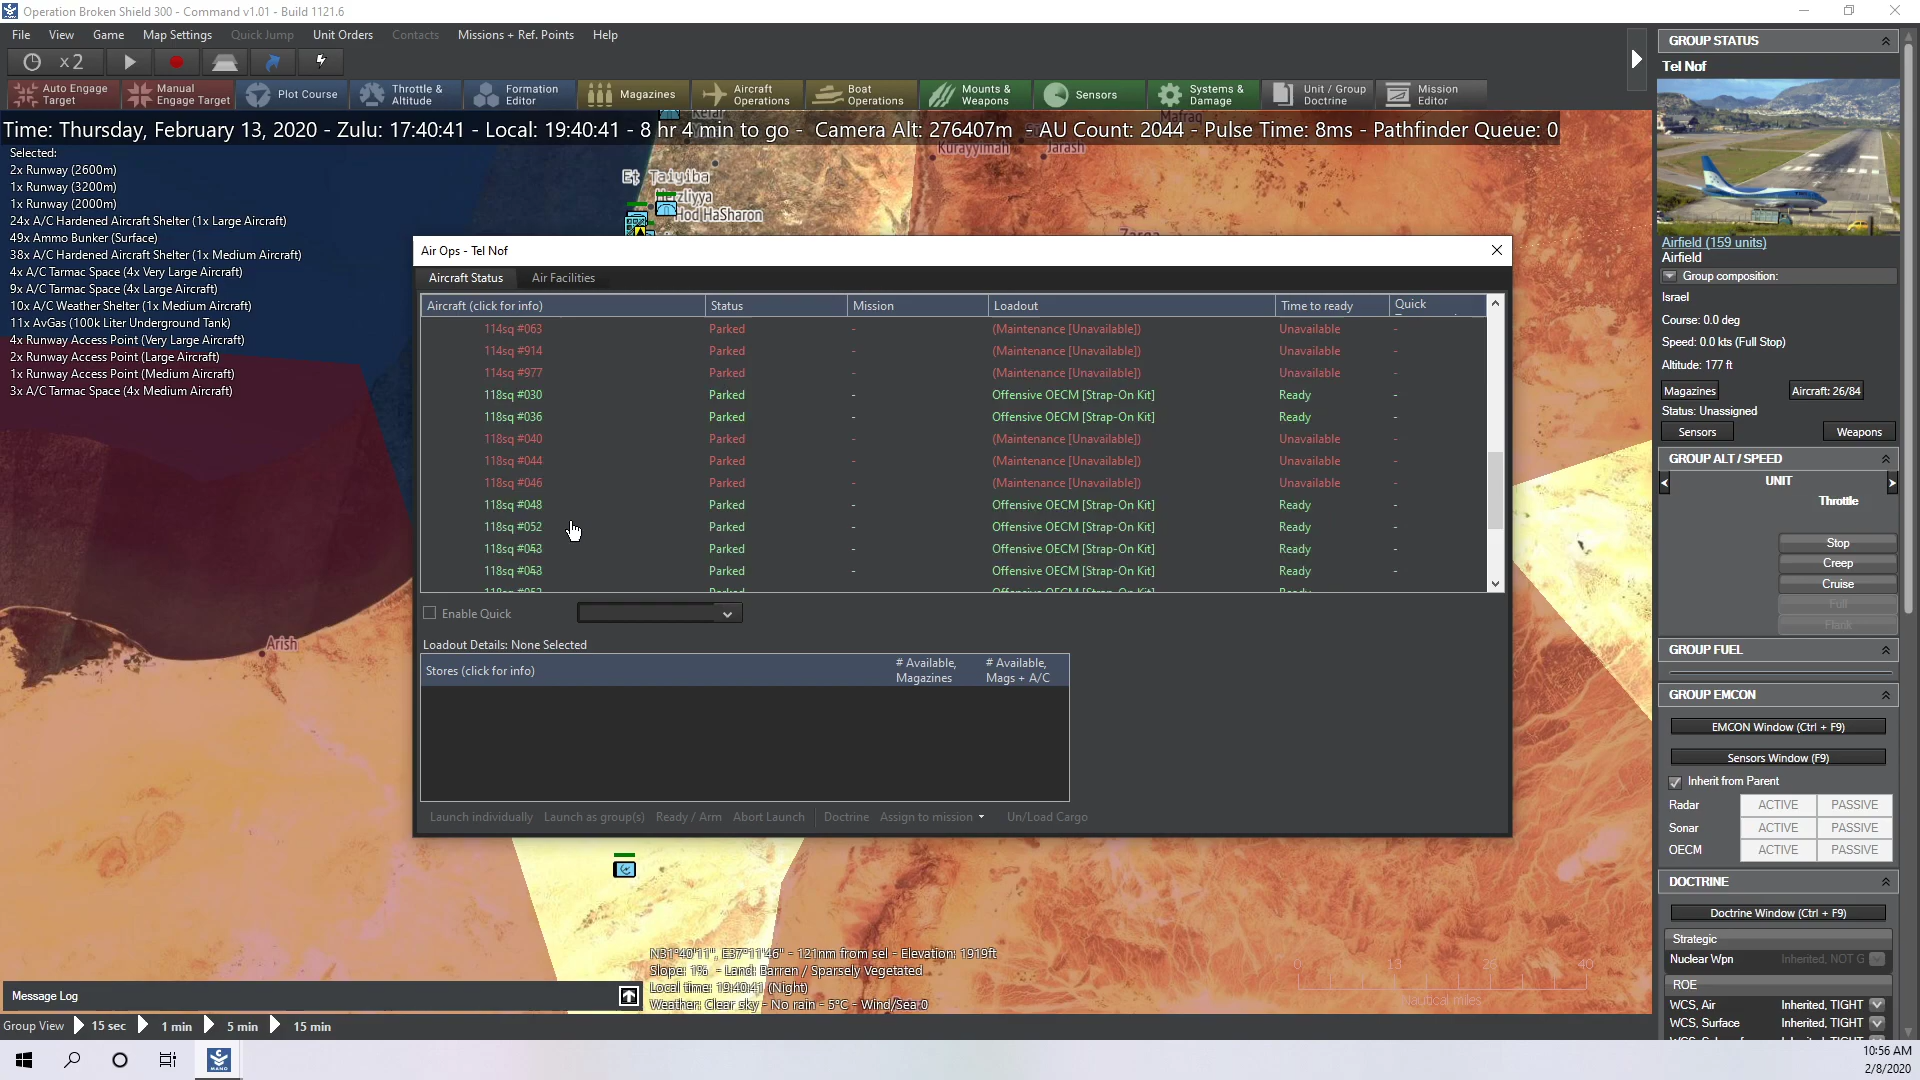 Operation Broken Shield 300 - Command v1.01 - Build 1121.6
File View Game Map Settings Quick Jump Unit Orders Contacts Missions + Ref. Points Help
x 2
Auto Engage Target
Manual Engage Target
Plot Course
Throttle & Altitude
Formation Editor
Magazines
Aircraft Operations
Boat Operations
Mounts & Weapons
Sensors
Systems & Damage
Unit / Group Doctrine
Mission Editor
Time: Thursday, February 13, 2020 - Zulu: 17:40:41 - Local: 19:40:41 - 8 hr 4 min to go - Camera Alt: 276407m - AU Count: 2044 - Pulse Time: 8ms - Pathfinder Queue: 0
Selected:
2x Runway (2600m)
1x Runway (3200m)
1x Runway (2000m)
24x A/C Hardened Aircraft Shelter (1x Large Aircraft)
49x Ammo Bunker (Surface)
38x A/C Hardened Aircraft Shelter (1x Medium Aircraft)
4x A/C Tarmac Space (4x Very Large Aircraft)
9x A/C Tarmac Space (4x Large Aircraft)
10x A/C Weather Shelter (1x Medium Aircraft)
11x AvGas (100k Liter Underground Tank)
4x Runway Access Point (Very Large Aircraft)
2x Runway Access Point (Large Aircraft)
1x Runway Access Point (Medium Aircraft)
3x A/C Tarmac Space (4x Medium Aircraft)
Mafraq
Kurayyimah
Jarash
Et Taiyiba
Herzliyya
Hod HaSharon
Zarqa
Arish
Air Ops - Tel Nof
Aircraft Status Air Facilities
Aircraft (click for info) Status Mission Loadout Time to ready Quick
114sq #063 Parked - (Maintenance [Unavailable]) Unavailable -
114sq #914 Parked - (Maintenance [Unavailable]) Unavailable -
114sq #977 Parked - (Maintenance [Unavailable]) Unavailable -
118sq #030 Parked - Offensive OECM [Strap-On Kit] Ready -
118sq #036 Parked - Offensive OECM [Strap-On Kit] Ready -
118sq #040 Parked - (Maintenance [Unavailable]) Unavailable -
118sq #044 Parked - (Maintenance [Unavailable]) Unavailable -
118sq #046 Parked - (Maintenance [Unavailable]) Unavailable -
118sq #048 Parked - Offensive OECM [Strap-On Kit] Ready -
118sq #052 Parked - Offensive OECM [Strap-On Kit] Ready -
118sq #053 Parked - Offensive OECM [Strap-On Kit] Ready -
118sq #053 Parked - Offensive OECM [Strap-On Kit] Ready -
Enable Quick
Loadout Details: None Selected
Stores (click for info) # Available, Magazines # Available, Mags + A/C
Launch individually Launch as group(s) Ready / Arm Abort Launch Doctrine Assign to mission Un/Load Cargo
N31°40'11", E37°11'46" - 121nm from sel - Elevation: 1919ft
Slope: 1% - Land: Barren / Sparsely Vegetated
Local time: 19:40:41 (Night)
Weather: Clear sky - No rain - 5°C - Wind/Sea 0
0 13 26 40
Nautical miles
Message Log
Group View 15 sec 1 min 5 min 15 min
GROUP STATUS
Tel Nof
Airfield (159 units)
Airfield
Group composition:
Israel
Course: 0.0 deg
Speed: 0.0 kts (Full Stop)
Altitude: 177 ft
Magazines Aircraft: 26/84
Status: Unassigned
Sensors Weapons
GROUP ALT / SPEED
< UNIT >
Throttle
Stop
Creep
Cruise
Full
Flank
GROUP FUEL
GROUP EMCON
EMCON Window (Ctrl + F9)
Sensors Window (F9)
Inherit from Parent
Radar ACTIVE PASSIVE
Sonar ACTIVE PASSIVE
OECM ACTIVE PASSIVE
DOCTRINE
Doctrine Window (Ctrl + F9)
Strategic
Nuclear Wpn Inherited, NOT G
ROE
WCS, Air Inherited, TIGHT
WCS, Surface Inherited, TIGHT
10:56 AM
2/8/2020